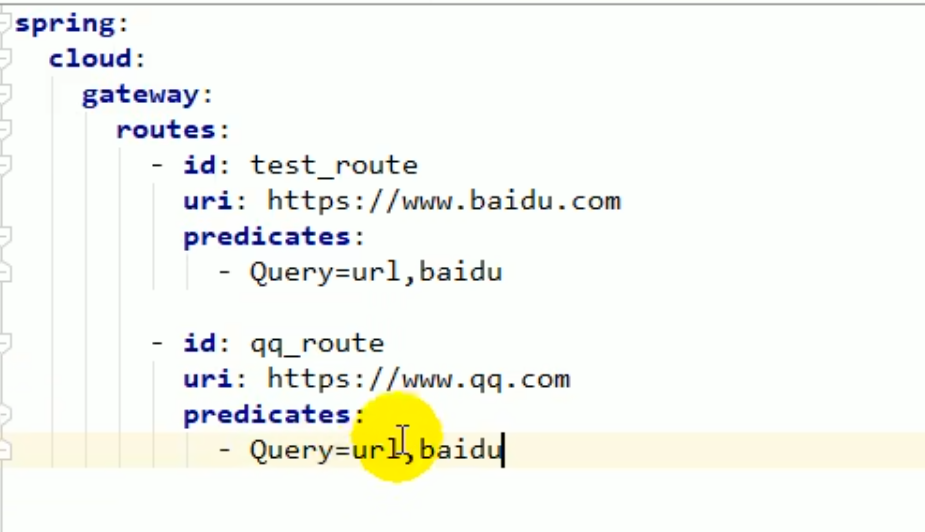 spring:
  cloud:
    gateway:
      routes:
        - id: test_route
          uri: https://www.baidu.com
          predicates:
            - Query=url,baidu
        - id: qq_route
          uri: https://www.qq.com
          predicates:
            - Query=url,baidu